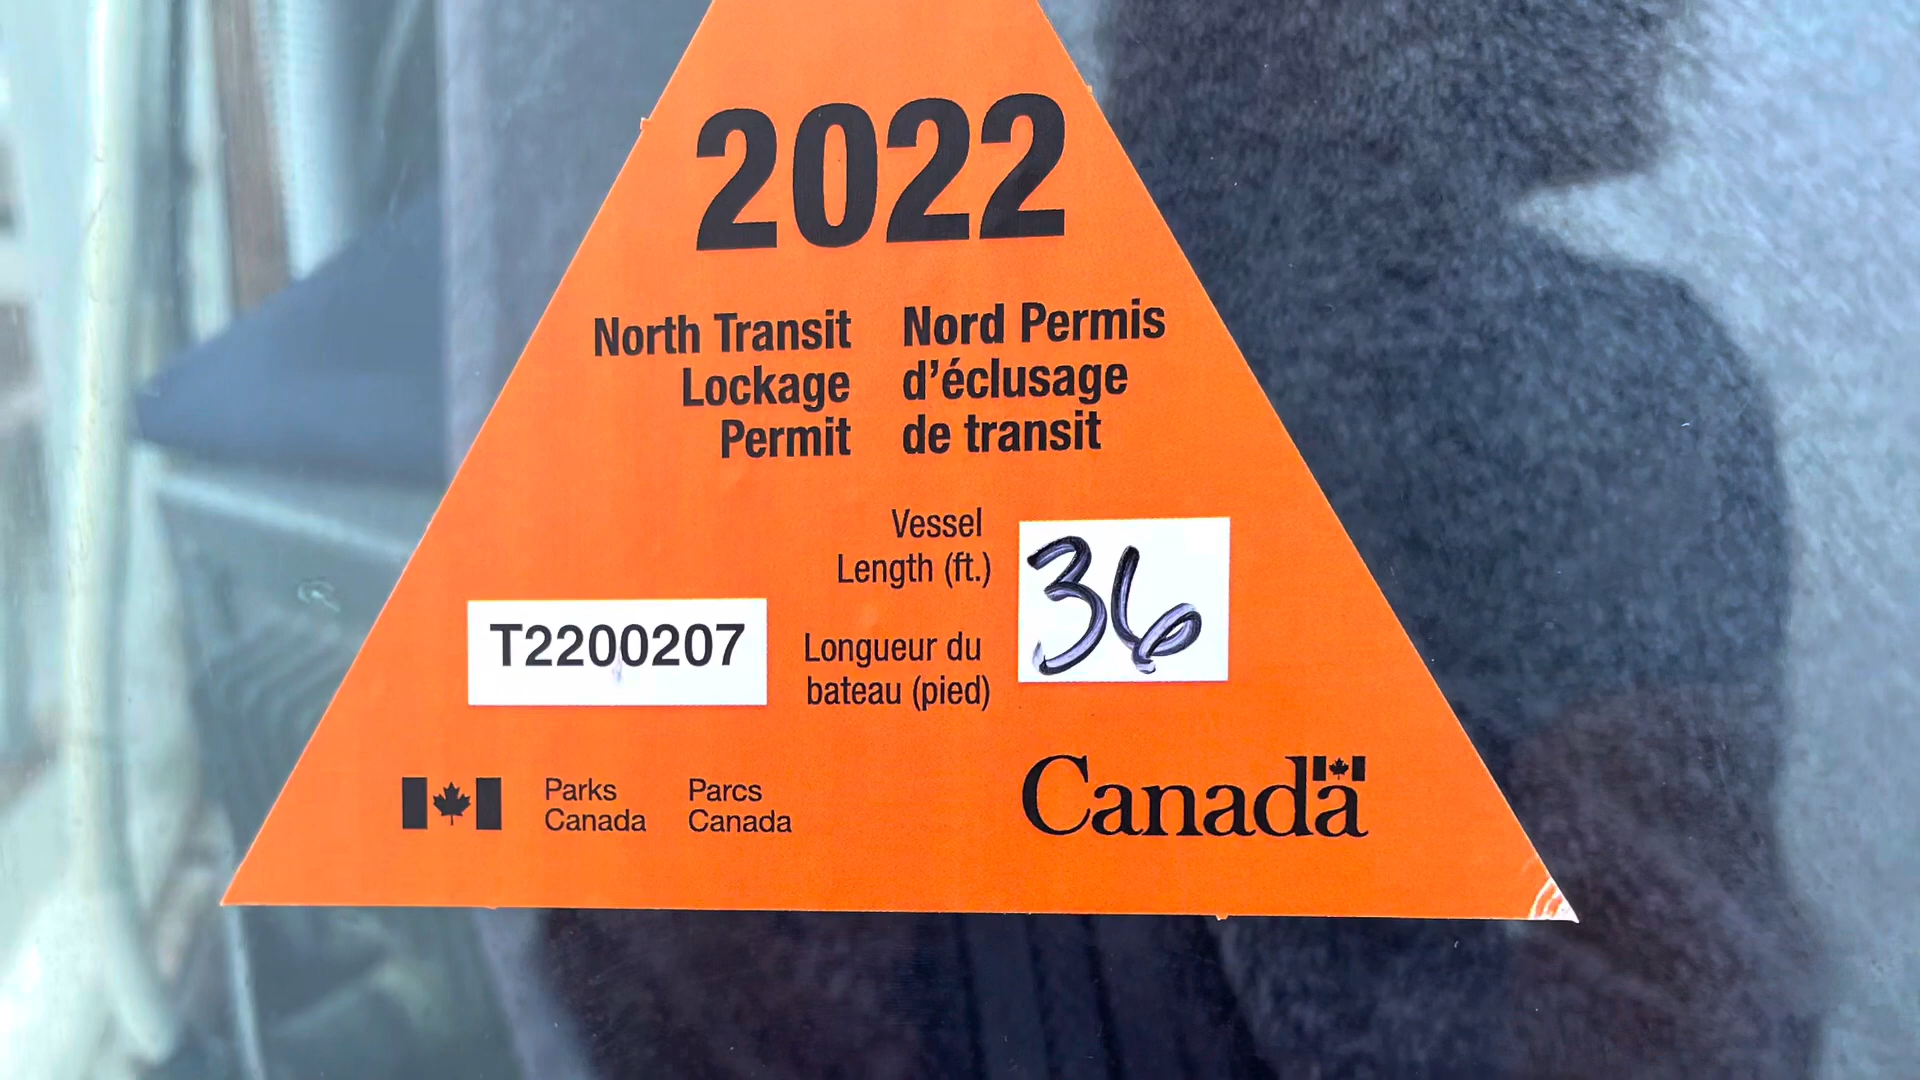 2022
North Transit
Lockage
Permit
Nord Permis
d'éclusage
de transit
Vessel
Length (ft.)
36
T2200207
Longueur du
bateau (pied)
Parks
Canada
Parcs
Canada
Canada